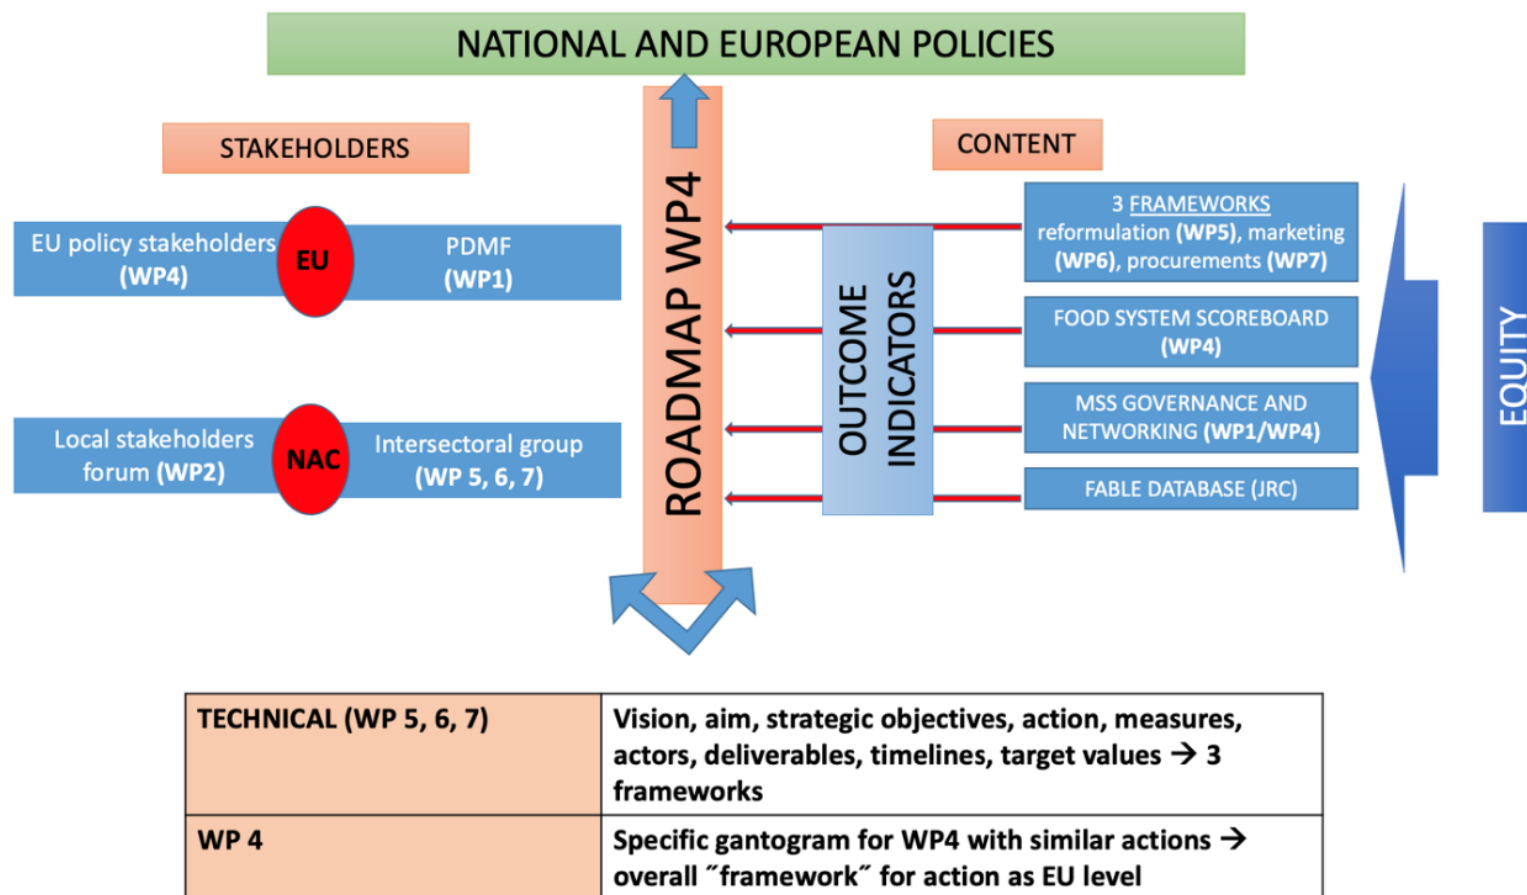 NATIONAL AND EUROPEAN POLICIES
STAKEHOLDERS
EU policy stakeholders
(WP4)
EU
PDMF
(WP1)
Local stakeholders
forum (WP2)
NAC
Intersectoral group
(WP 5, 6, 7)
ROADMAP WP4
CONTENT
OUTCOME
INDICATORS
3 FRAMEWORKS
reformulation (WP5), marketing
(WP6), procurements (WP7)
FOOD SYSTEM SCOREBOARD
(WP4)
MSS GOVERNANCE AND
NETWORKING (WP1/WP4)
FABLE DATABASE (JRC)
EQUITY
TECHNICAL (WP 5, 6, 7)
Vision, aim, strategic objectives, action, measures,
actors, deliverables, timelines, target values → 3
frameworks
WP 4
Specific gantogram for WP4 with similar actions →
overall ˝framework˝ for action as EU level